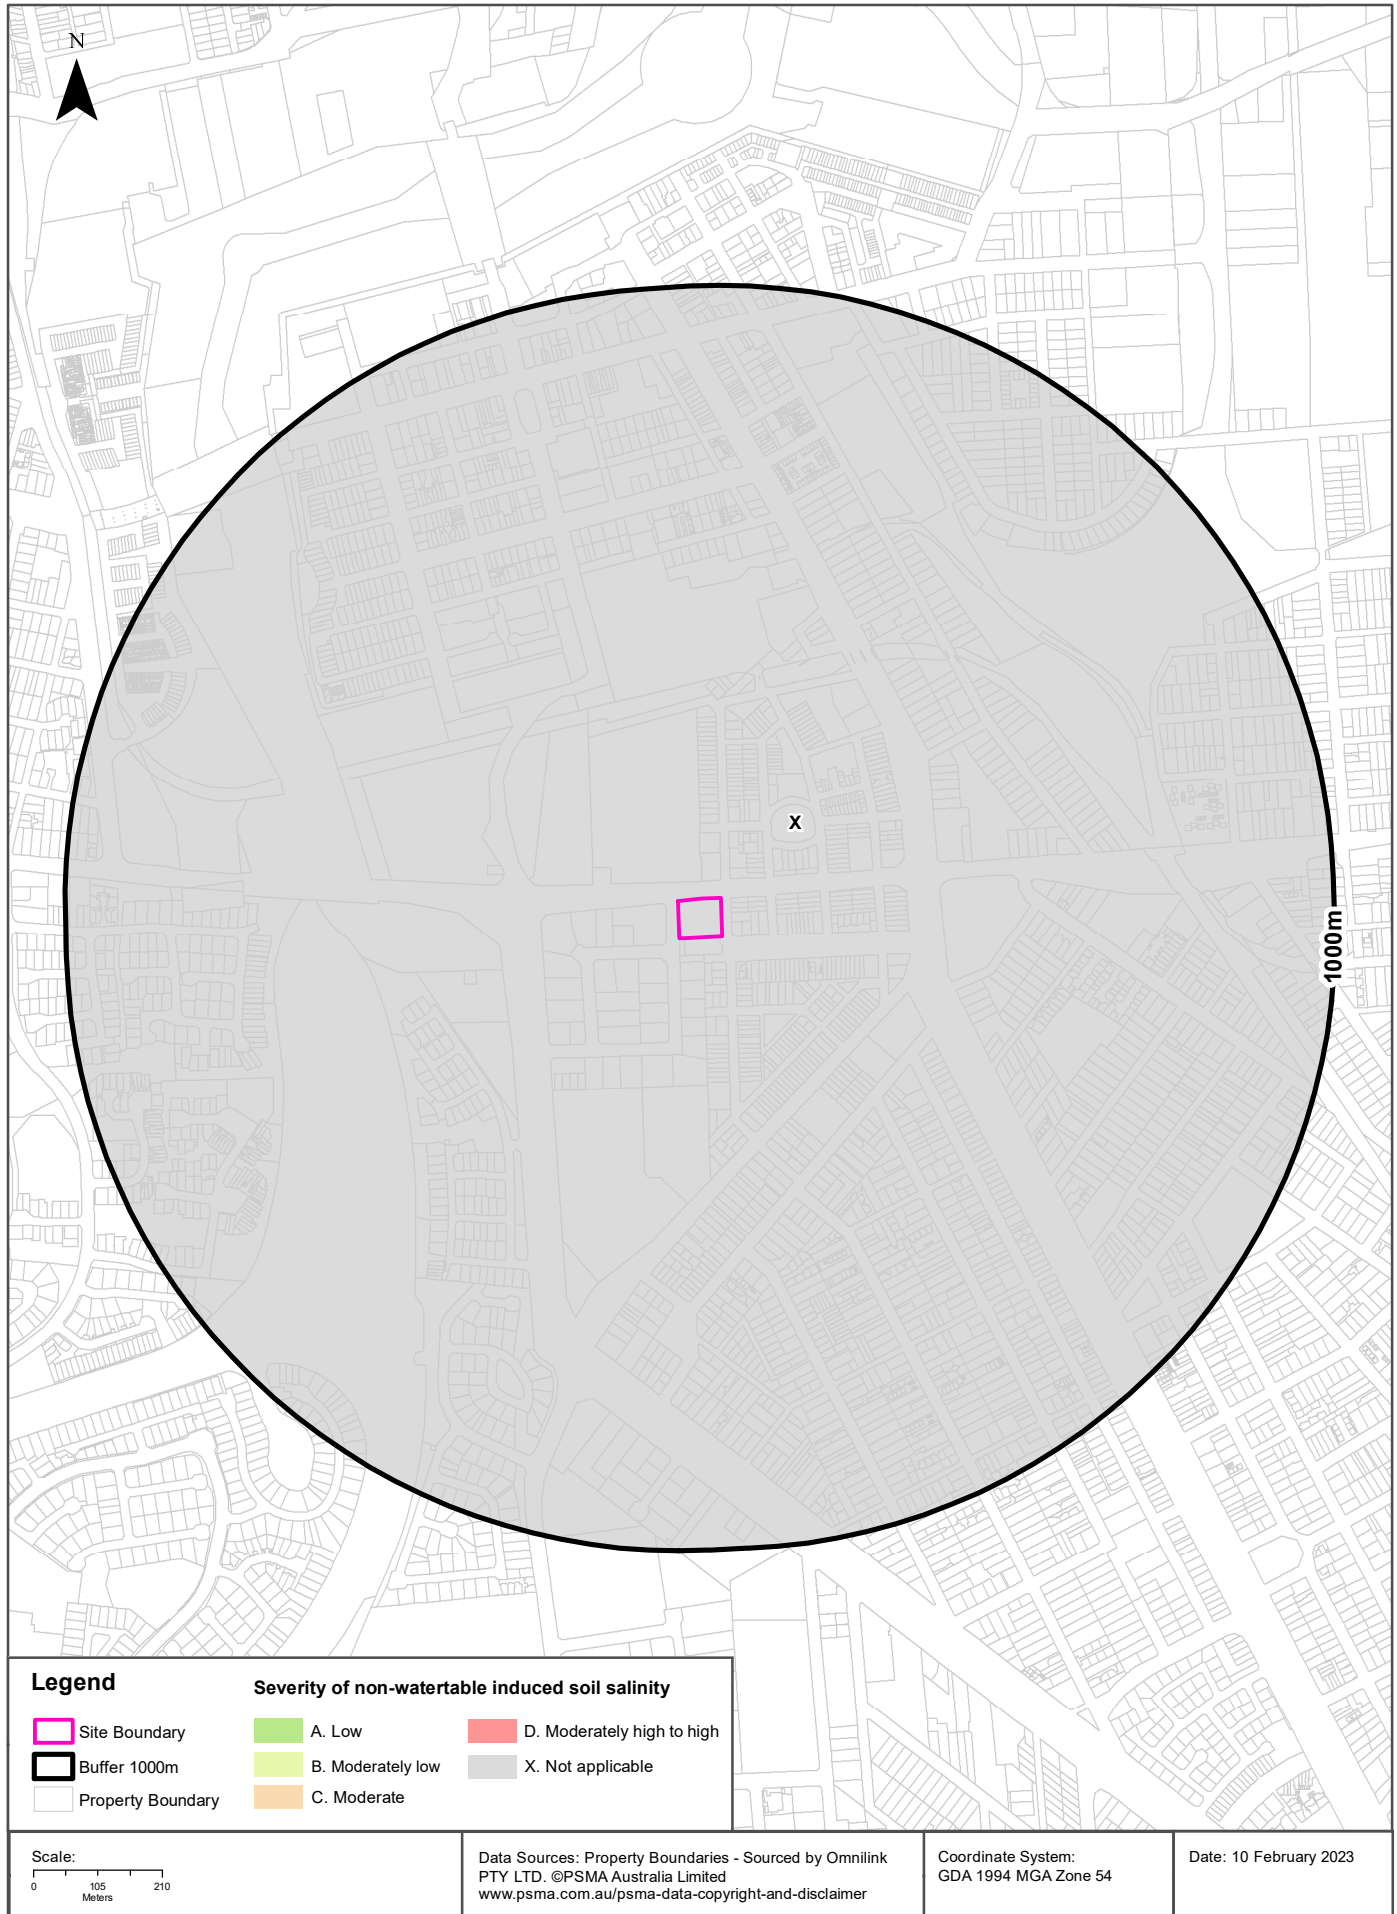 N
X
1000m
Legend
Severity of non-watertable induced soil salinity
Site Boundary
A. Low
D. Moderately high to high
Buffer 1000m
B. Moderately low
X. Not applicable
Property Boundary
C. Moderate
Scale:
0 105 210
Meters
Data Sources: Property Boundaries - Sourced by Omnilink
PTY LTD. ©PSMA Australia Limited
www.psma.com.au/psma-data-copyright-and-disclaimer
Coordinate System:
GDA 1994 MGA Zone 54
Date: 10 February 2023